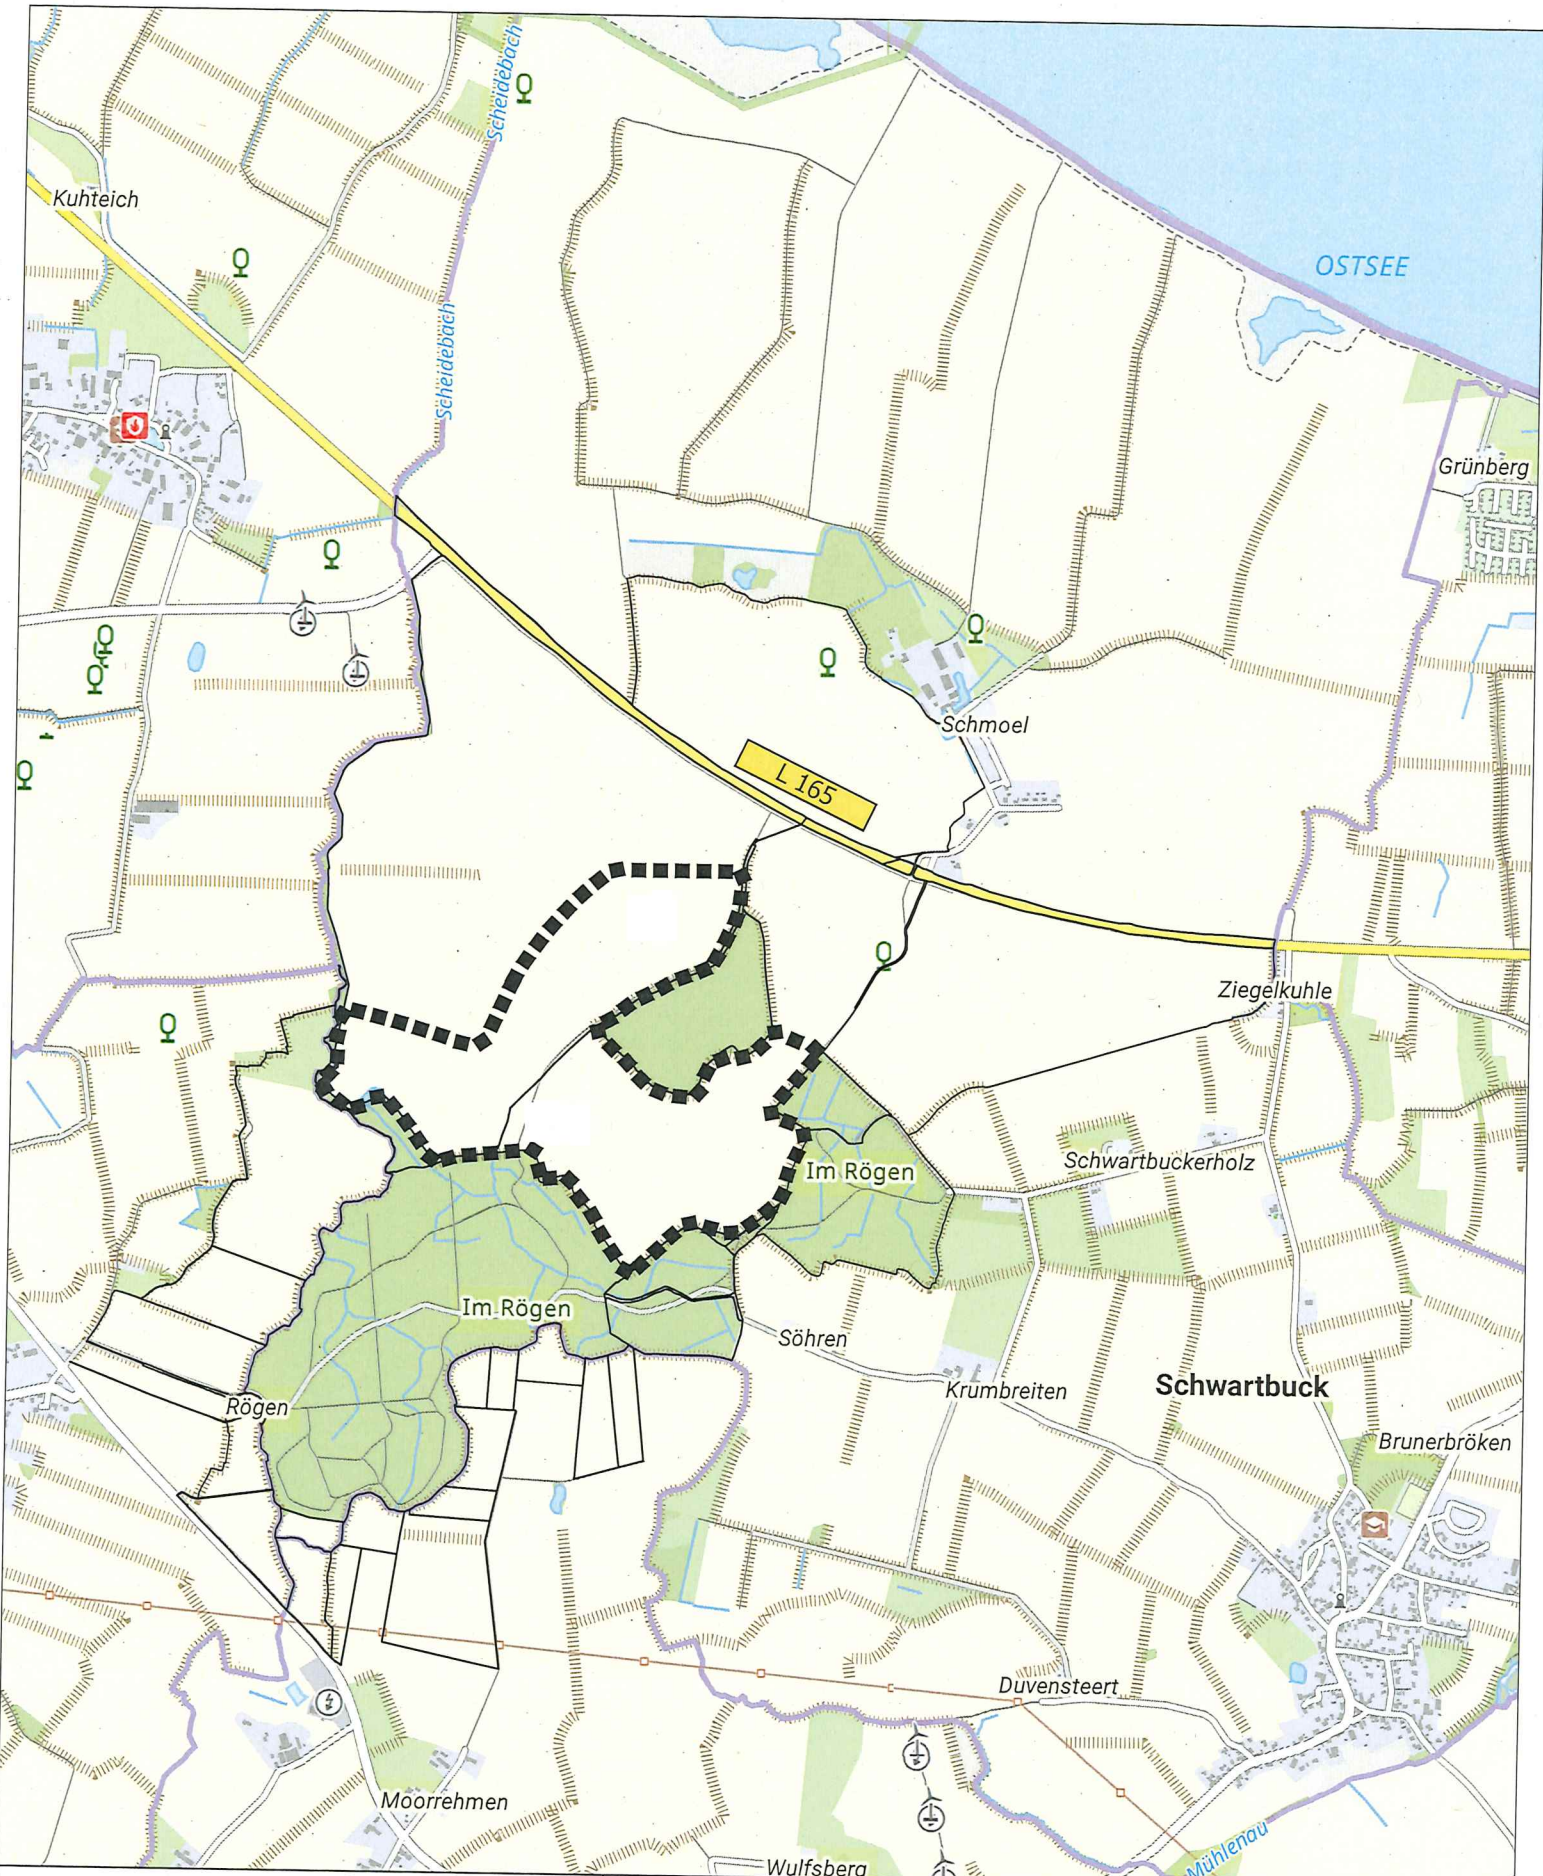 Scheidebach
Kuhteich
OSTSEE
Scheidebach
Grünberg
Schmoel
L 165
Ziegelkuhle
Schwartbuckerholz
Im Rögen
Im Rögen
Söhren
Krumbreiten
Schwartbuck
Rögen
Brunerbröken
Duvensteert
Moorrehmen
Mühlenau
Wulfsberg